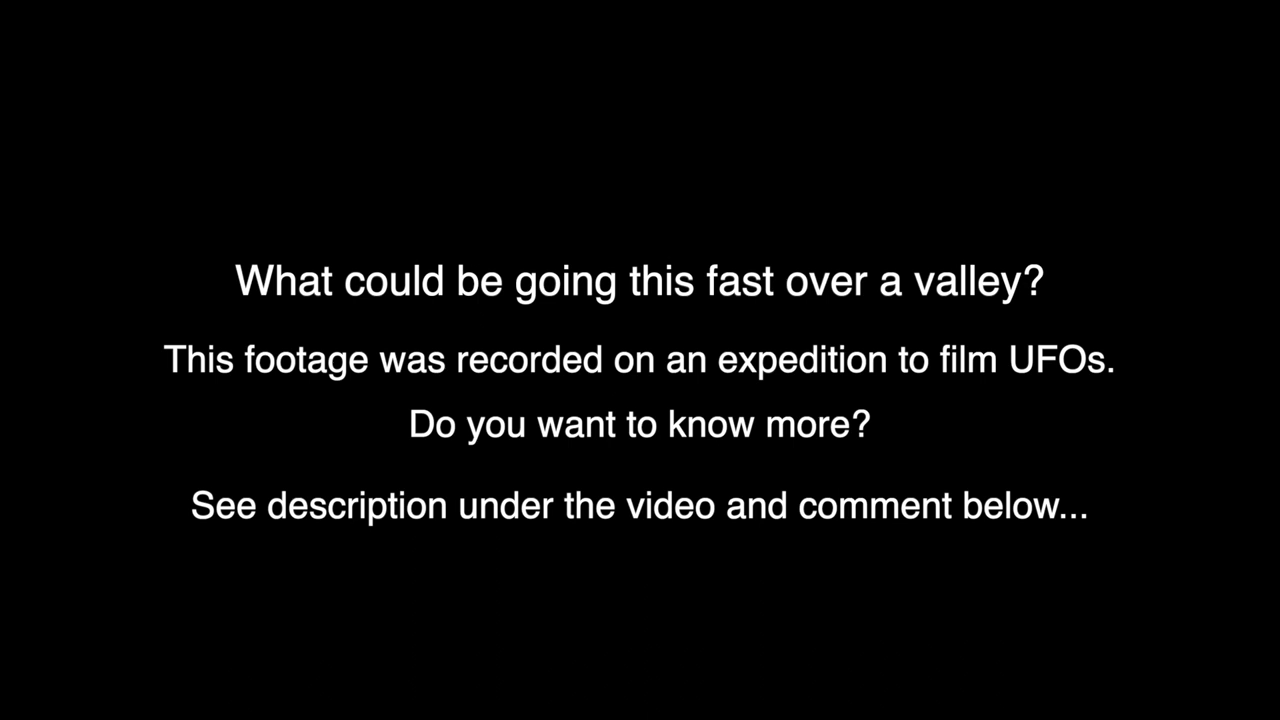 What could be going this fast over a valley?
This footage was recorded on an expedition to film UFOs.
Do you want to know more?
See description under the video and comment below...